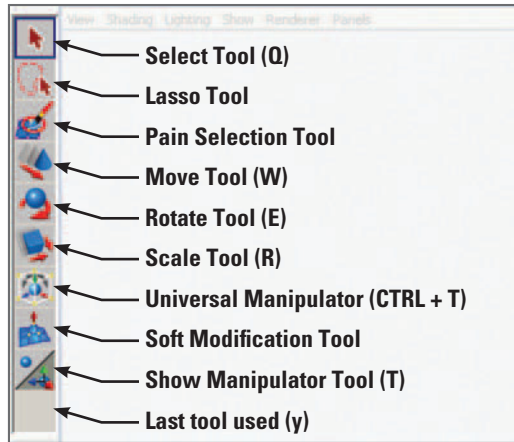 View Shading Lighting Show Renderer Panels
Select Tool (Q)
Lasso Tool
Pain Selection Tool
Move Tool (W)
Rotate Tool (E)
Scale Tool (R)
Universal Manipulator (CTRL + T)
Soft Modification Tool
Show Manipulator Tool (T)
Last tool used (y)